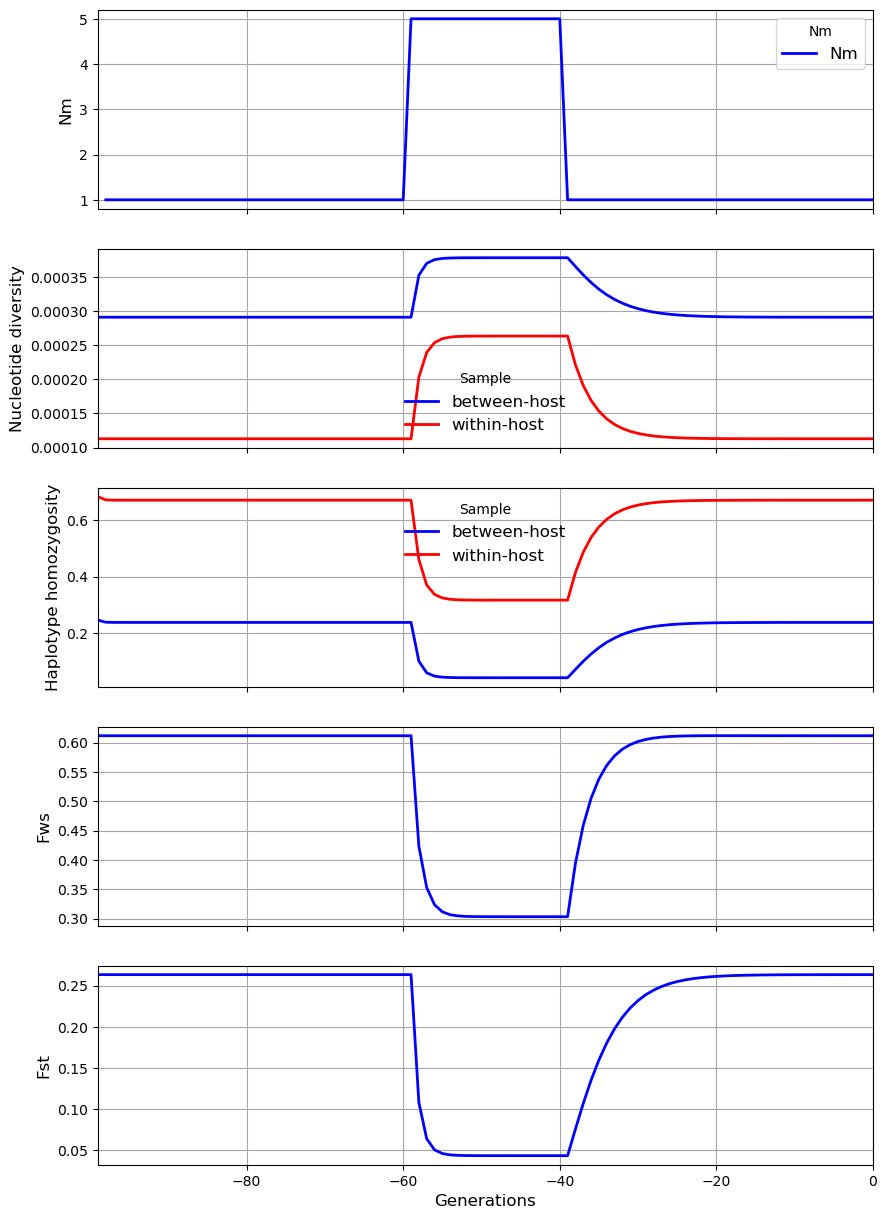 Nm
5
4
3
2
1
Nm
Nm
Nucleotide diversity
0.00035
0.00030
0.00025
0.00020
0.00015
0.00010
Sample
between-host
within-host
Haplotype homozygosity
0.6
0.4
0.2
Sample
between-host
within-host
Fws
0.60
0.55
0.50
0.45
0.40
0.35
0.30
Fst
0.25
0.20
0.15
0.10
0.05
−80 −60 −40 −20 0
Generations